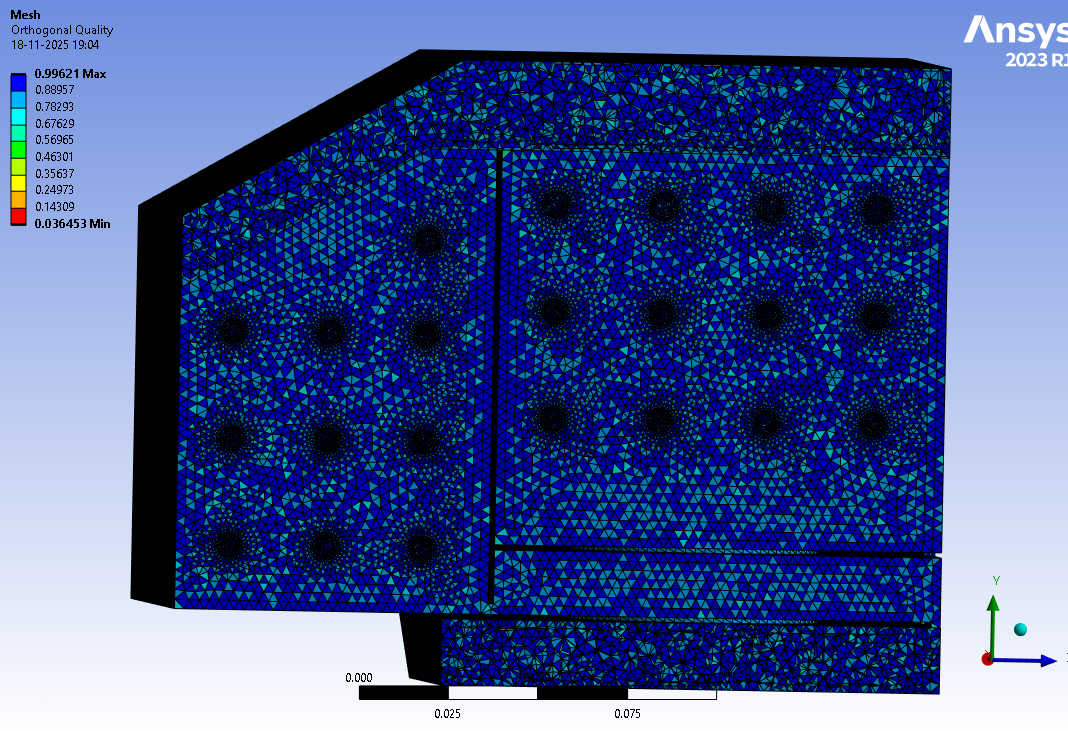 Mesh
Orthogonal Quality
18-11-2025 19:04
0.99621 Max
0.88957
0.78293
0.67629
0.56965
0.46301
0.35637
0.24973
0.14309
0.036453 Min
Ansys
2023 R1
Y
0.000
0.025
0.075